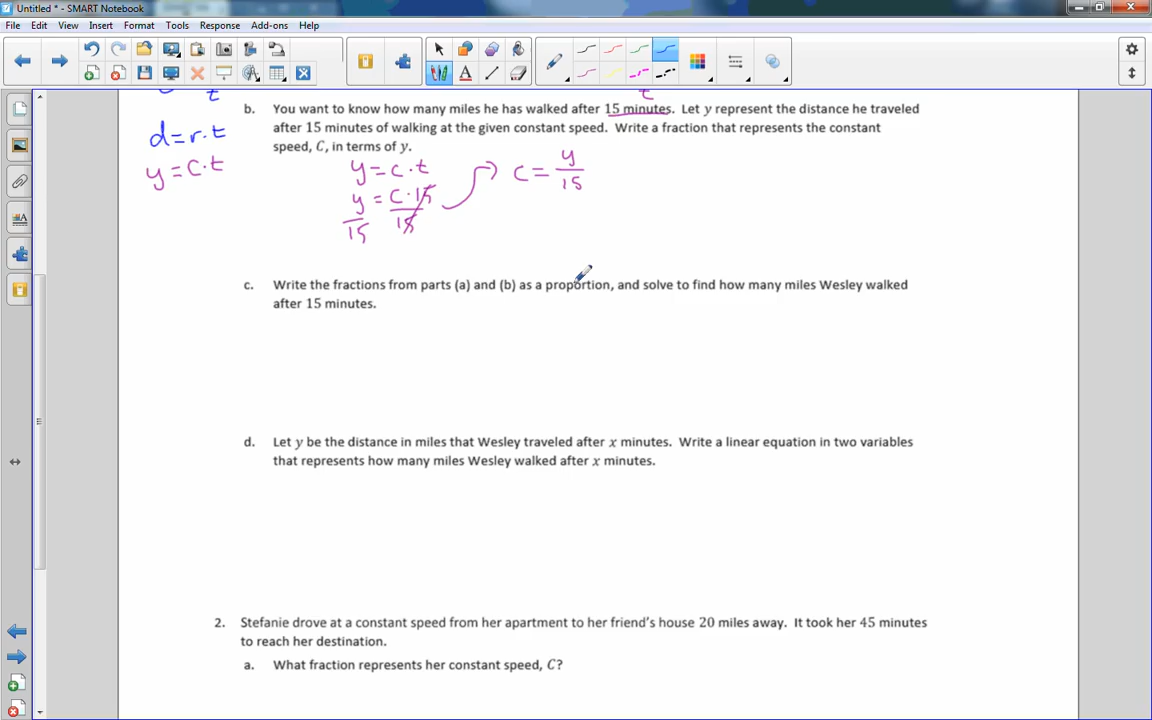 Untitled * - SMART Notebook
File Edit View Insert Format Tools Response Add-ons Help
t
t
b. You want to know how many miles he has walked after 15 minutes. Let y represent the distance he traveled
after 15 minutes of walking at the given constant speed. Write a fraction that represents the constant
speed, C, in terms of y.
d=r·t
y=c·t
y=c·t
y = c·15
15 15
c = y
15
c. Write the fractions from parts (a) and (b) as a proportion, and solve to find how many miles Wesley walked
after 15 minutes.
d. Let y be the distance in miles that Wesley traveled after x minutes. Write a linear equation in two variables
that represents how many miles Wesley walked after x minutes.
2. Stefanie drove at a constant speed from her apartment to her friend's house 20 miles away. It took her 45 minutes
to reach her destination.
a. What fraction represents her constant speed, C?